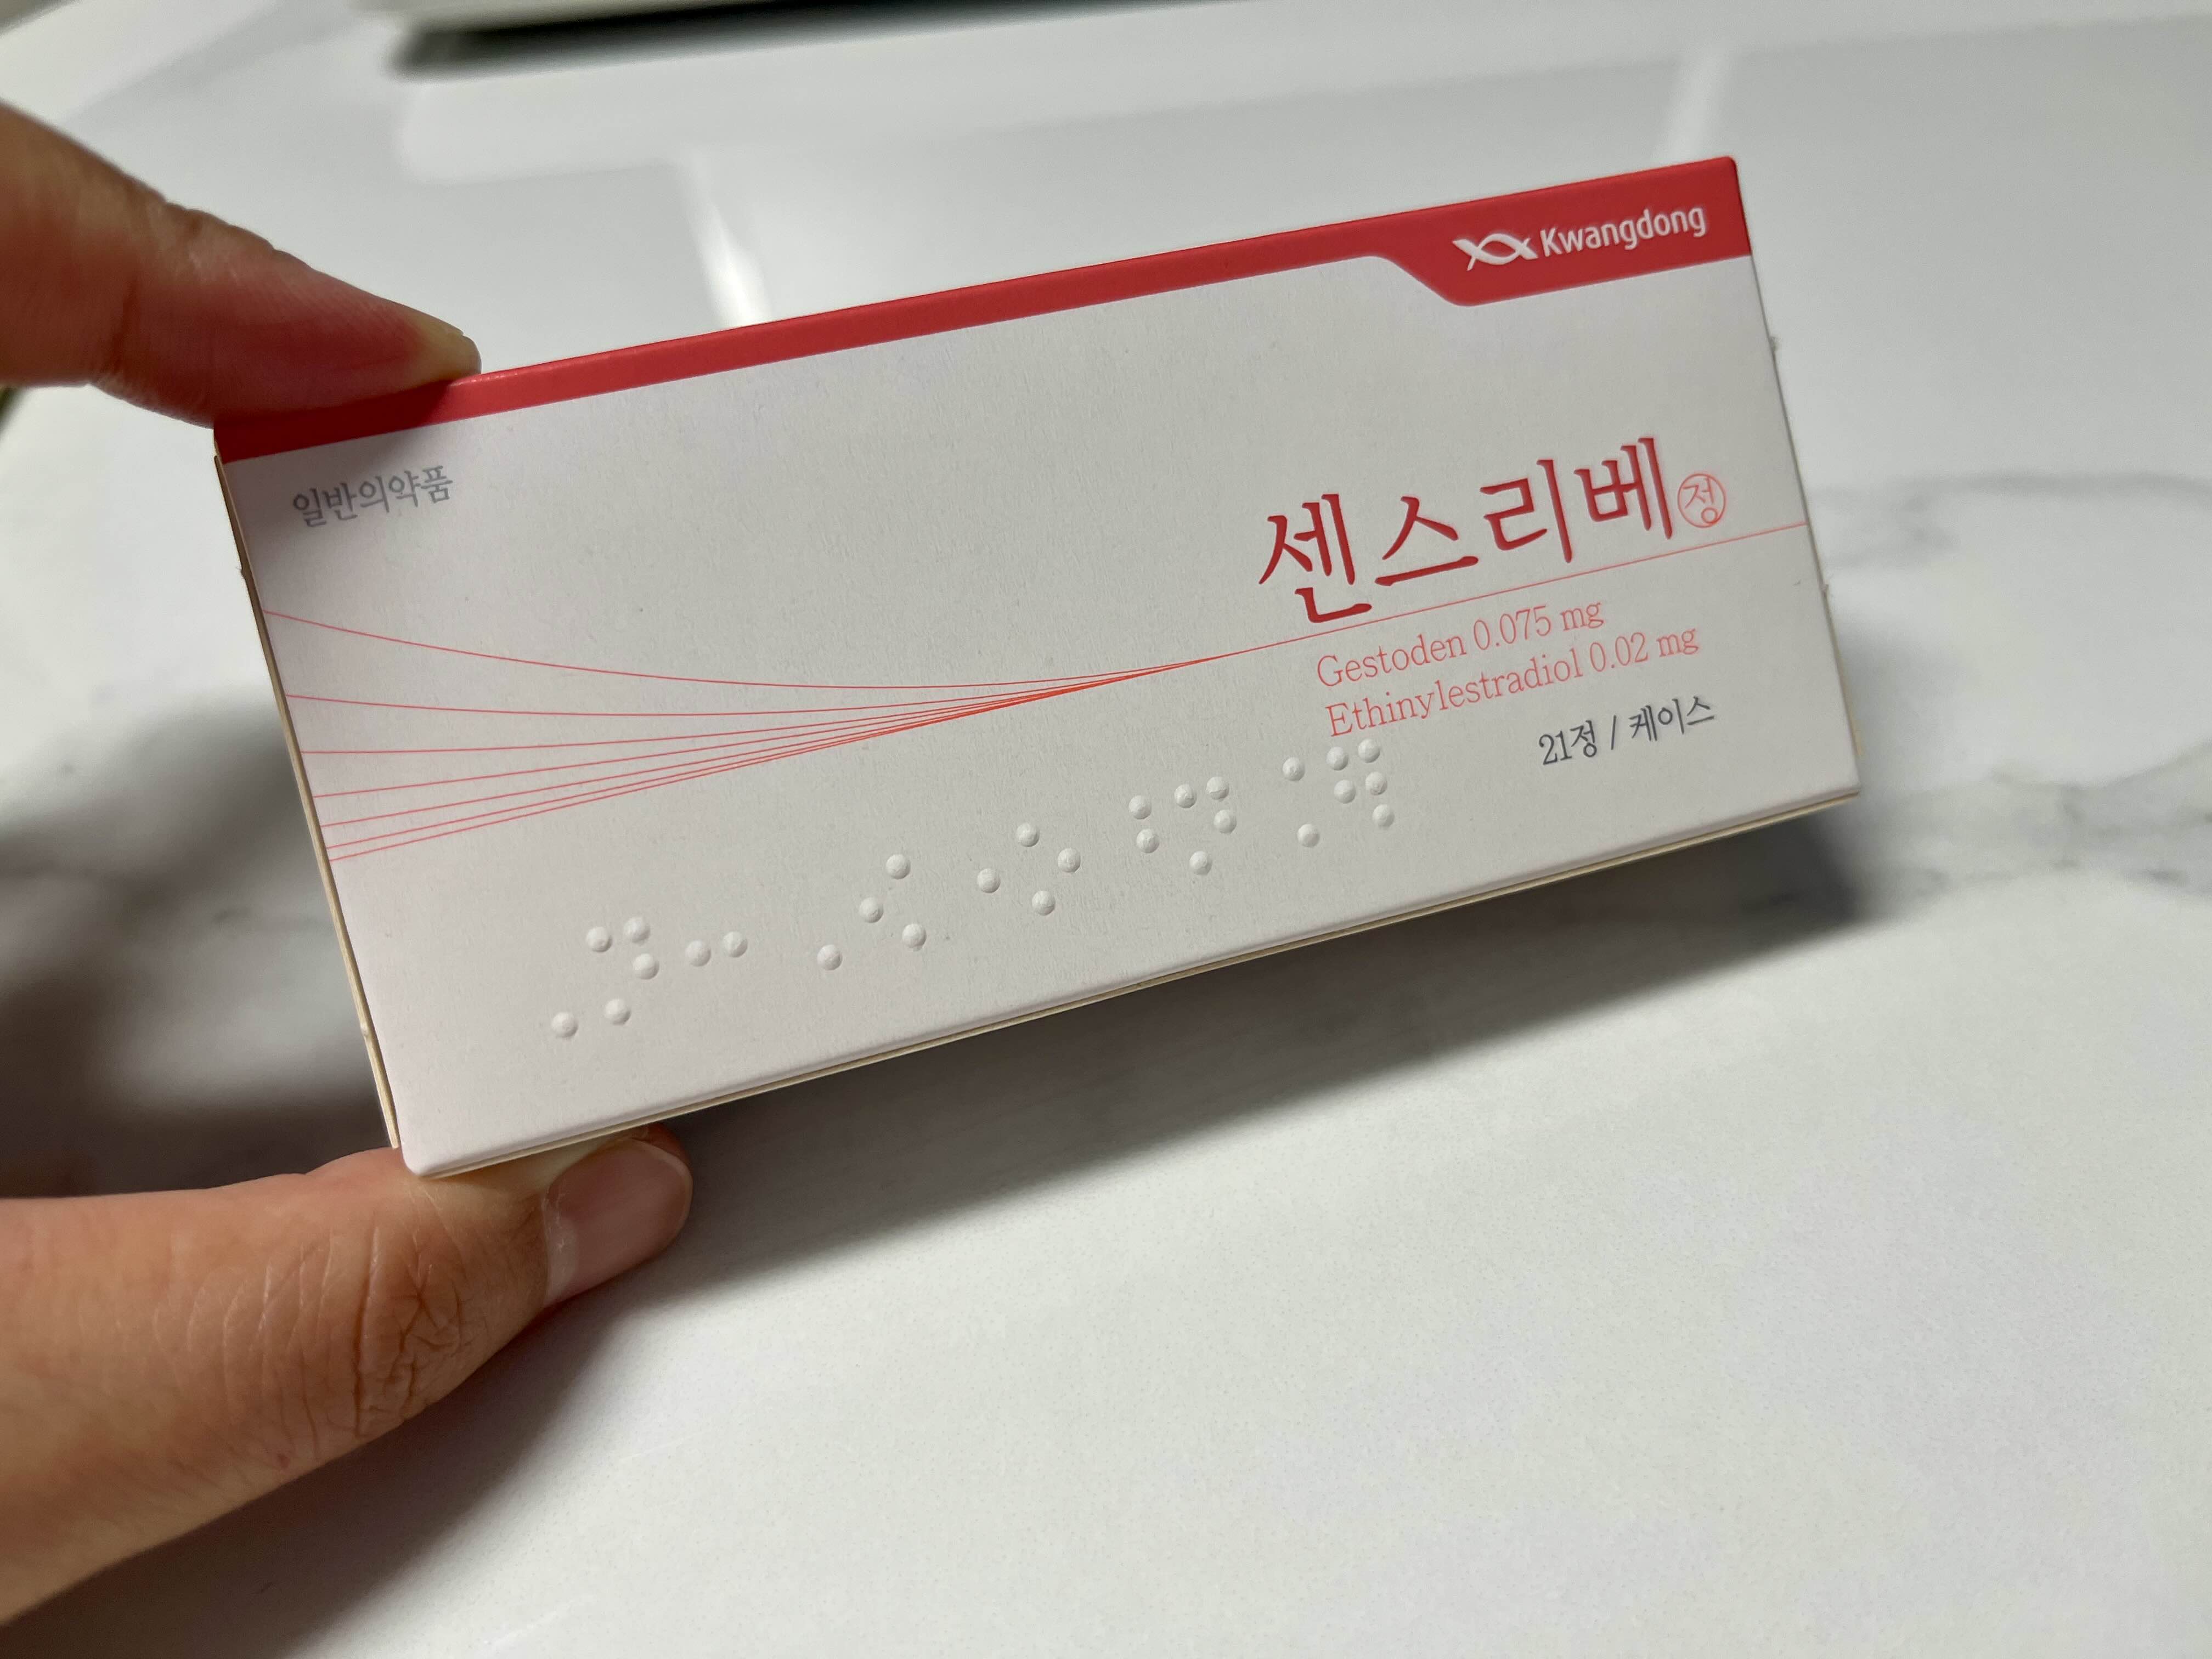 Kwangdong
일반의약품
센스리베정
Gestoden 0.075 mg
Ethinylestradiol 0.02 mg
21정 / 케이스
⠠⠝⠒⠠⠪⠐⠕⠘⠝